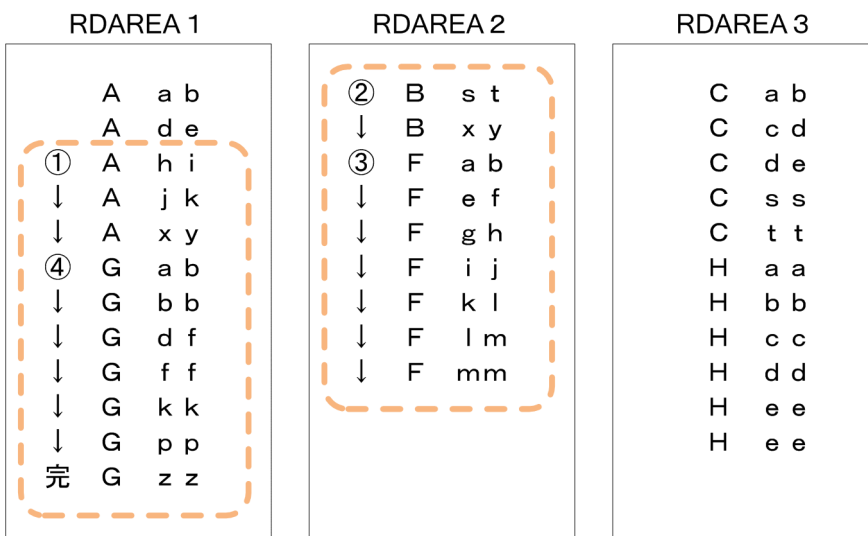 RDAREA 1
A a b
A d e
① A h i
↓ A j k
↓ A x y
④ G a b
↓ G b b
↓ G d f
↓ G f f
↓ G k k
↓ G p p
完 G z z
RDAREA 2
② B s t
↓ B x y
③ F a b
↓ F e f
↓ F g h
↓ F i j
↓ F k l
↓ F l m
↓ F mm
RDAREA 3
C a b
C c d
C d e
C s s
C t t
H a a
H b b
H c c
H d d
H e e
H e e